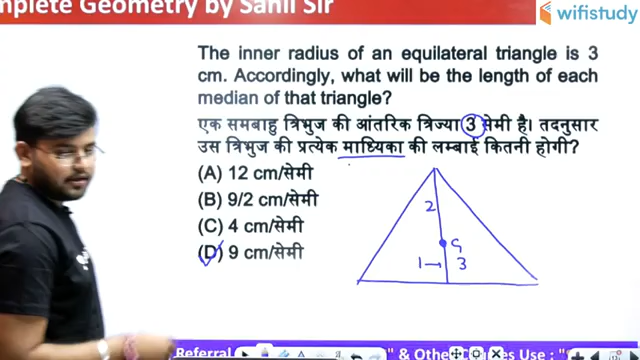 mplete Geometry by Sahil Sir
wifistudy
The inner radius of an equilateral triangle is 3
cm. Accordingly, what will be the length of each
median of that triangle?
एक समबाहु त्रिभुज की आंतरिक त्रिज्या 3 सेमी है। तदनुसार
उस त्रिभुज की प्रत्येक माध्यिका की लम्बाई कितनी होगी?
(A) 12 cm/सेमी
(B) 9/2 cm/सेमी
(C) 4 cm/सेमी
(D) 9 cm/सेमी
2
G
1 3
Referral
" & Other
Use :